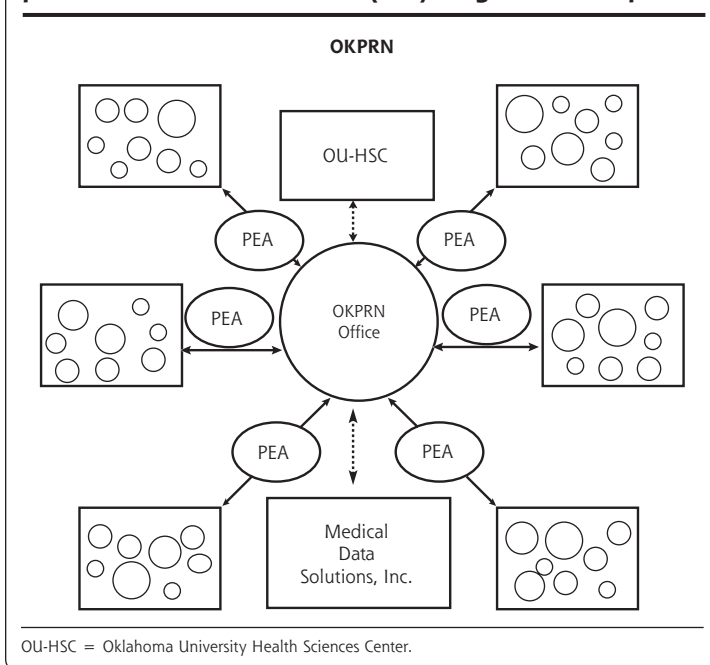 OKPRN
OU-HSC
PEA
PEA
PEA
OKPRN
Office
PEA
PEA
PEA
Medical
Data
Solutions, Inc.
OU-HSC = Oklahoma University Health Sciences Center.